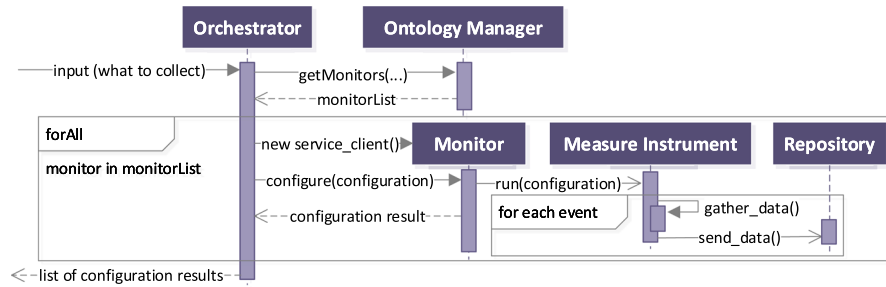 Orchestrator
Ontology Manager
input (what to collect)
getMonitors(...)
monitorList
forAll
monitor in monitorList
new service_client()
Monitor
Measure Instrument
Repository
configure(configuration)
run(configuration)
configuration result
for each event
gather_data()
send_data()
list of configuration results